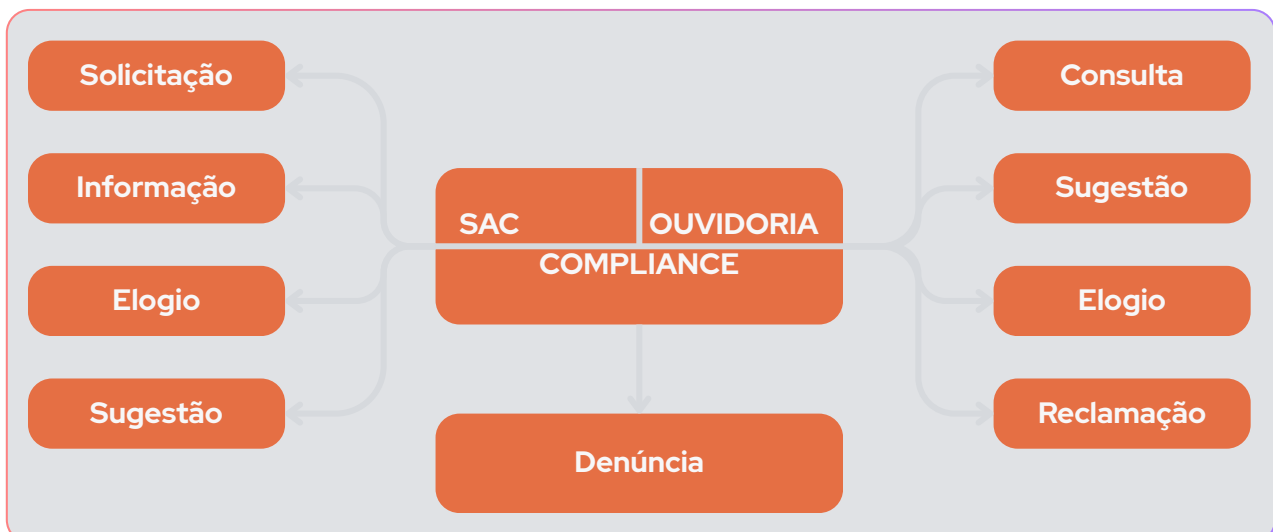 Solicitação
Informação
Elogio
Sugestão
SAC
OUVIDORIA
COMPLIANCE
Denúncia
Consulta
Sugestão
Elogio
Reclamação